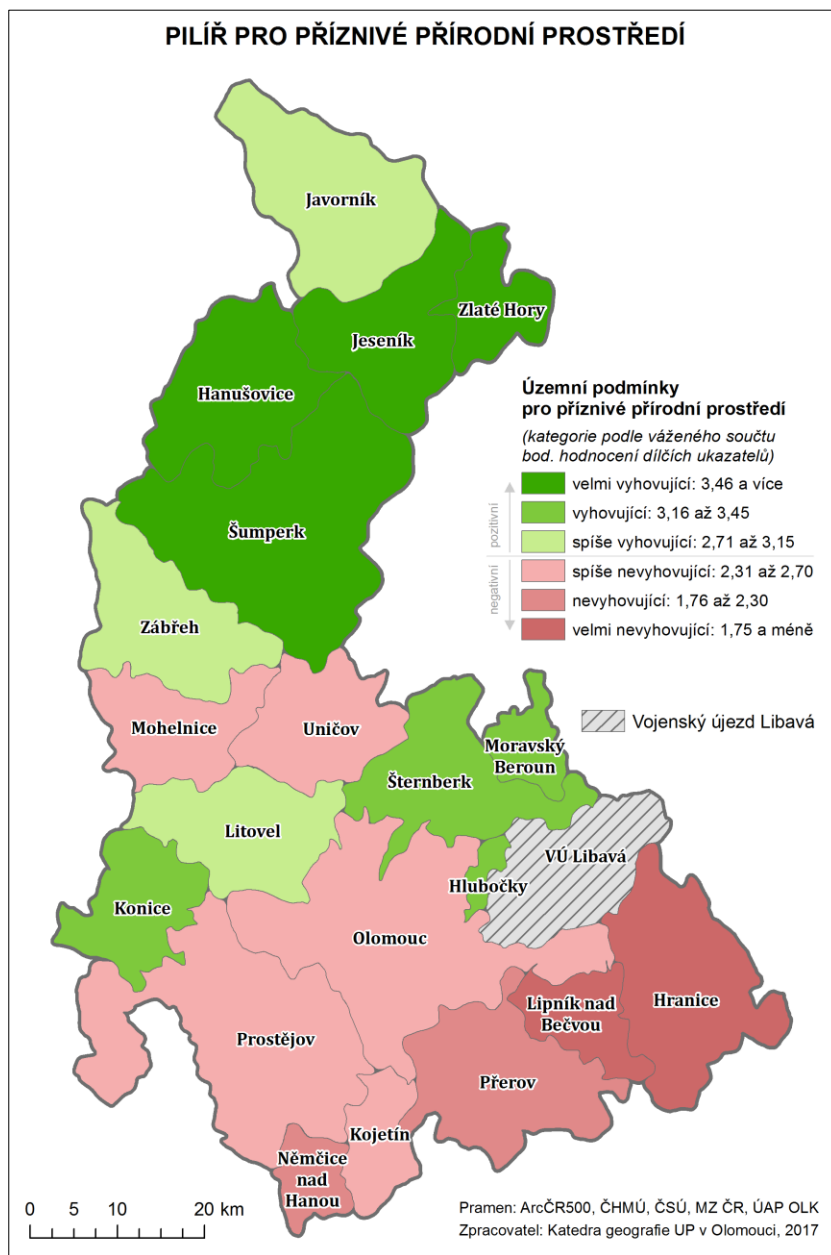 PILÍŘ PRO PŘÍZNIVÉ PŘÍRODNÍ PROSTŘEDÍ
Javorník
Zlaté Hory
Jeseník
Hanušovice
Šumperk
Zábřeh
Mohelnice
Uničov
Moravský
Beroun
Šternberk
Litovel
VÚ Libavá
Hlubočky
Konice
Olomouc
Hranice
Lipník nad
Bečvou
Prostějov
Přerov
Kojetín
Němčice
nad
Hanou
Územní podmínky
pro příznivé přírodní prostředí
(kategorie podle váženého součtu
bod. hodnocení dílčích ukazatelů)
pozitivní
velmi vyhovující: 3,46 a více
vyhovující: 3,16 až 3,45
spíše vyhovující: 2,71 až 3,15
negativní
spíše nevyhovující: 2,31 až 2,70
nevyhovující: 1,76 až 2,30
velmi nevyhovující: 1,75 a méně
Vojenský újezd Libavá
0 5 10 20 km
Pramen: ArcČR500, ČHMÚ, ČSÚ, MZ ČR, ÚAP OLK
Zpracovatel: Katedra geografie UP v Olomouci, 2017